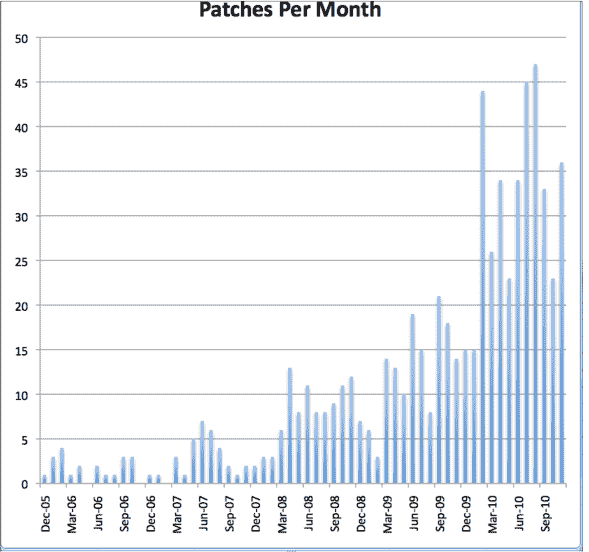 Patches Per Month
50
45
40
35
30
25
20
15
10
5
0
Dec-05
Mar-06
Jun-06
Sep-06
Dec-06
Mar-07
Jun-07
Sep-07
Dec-07
Mar-08
Jun-08
Sep-08
Dec-08
Mar-09
Jun-09
Sep-09
Dec-09
Mar-10
Jun-10
Sep-10